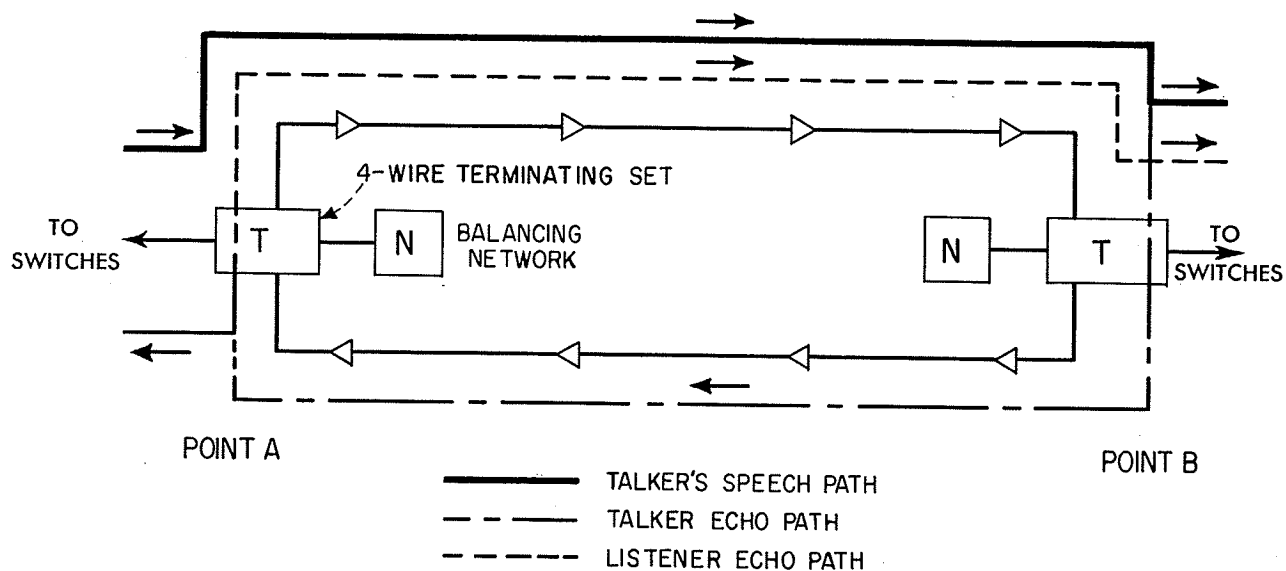 4-WIRE TERMINATING SET
TO
SWITCHES
T
N
BALANCING
NETWORK
N
T
TO
SWITCHES
POINT A
POINT B
TALKER'S SPEECH PATH
TALKER ECHO PATH
LISTENER ECHO PATH